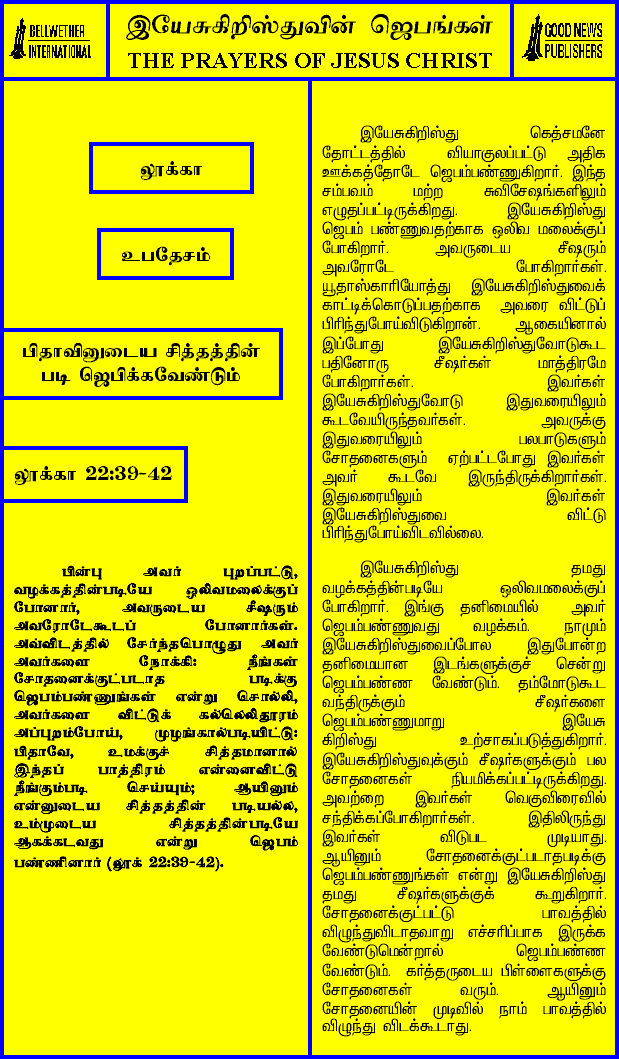 BELLWETHER
INTERNATIONAL
இயேசுகிறிஸ்துவின் ஜெபங்கள்
THE PRAYERS OF JESUS CHRIST
GOOD NEWS
PUBLISHERS
லூக்கா
உபதேசம்
பிதாவினுடைய சித்தத்தின்
படி ஜெபிக்கவேண்டும்
லூக்கா 22:39-42
பின்பு அவர் புறப்பட்டு,
வழக்கத்தின்படியே ஒலிவமலைக்குப்
போனார், அவருடைய சீஷரும்
அவரோடேகூடப் போனார்கள்.
அவ்விடத்தில் சேர்ந்தபொழுது அவர்
அவர்களை நோக்கி: நீங்கள்
சோதனைக்குட்படாத படிக்கு
ஜெபம்பண்ணுங்கள் என்று சொல்லி,
அவர்களை விட்டுக் கல்லெலிதூரம்
அப்புறம்போய், முழங்கால்படியிட்டு:
பிதாவே, உமக்குச் சித்தமானால்
இந்தப் பாத்திரம் என்னைவிட்டு
நீங்கும்படி செய்யும்; ஆயினும்
என்னுடைய சித்தத்தின் படியல்ல,
உம்முடைய சித்தத்தின்படியே
ஆகக்கடவது என்று ஜெபம்
பண்ணினார் (லூக் 22:39-42).
இயேசுகிறிஸ்து கெத்சமனே
தோட்டத்தில் வியாகுலப்பட்டு அதிக
ஊக்கத்தோடே ஜெபம்பண்ணுகிறார். இந்த
சம்பவம் மற்ற சுவிசேஷங்களிலும்
எழுதப்பட்டிருக்கிறது. இயேசுகிறிஸ்து
ஜெபம் பண்ணுவதற்காக ஒலிவ மலைக்குப்
போகிறார். அவருடைய சீஷரும்
அவரோடே போகிறார்கள்.
யூதாஸ்காரியோத்து இயேசுகிறிஸ்துவைக்
காட்டிக்கொடுப்பதற்காக அவரை விட்டுப்
பிரிந்துபோய்விடுகிறான். ஆகையினால்
இப்போது இயேசுகிறிஸ்துவோடுகூட
பதினோரு சீஷர்கள் மாத்திரமே
போகிறார்கள். இவர்கள்
இயேசுகிறிஸ்துவோடு இதுவரையிலும்
கூடவேயிருந்தவர்கள். அவருக்கு
இதுவரையிலும் பலபாடுகளும்
சோதனைகளும் ஏற்பட்டபோது இவர்கள்
அவர் கூடவே இருந்திருக்கிறார்கள்.
இதுவரையிலும் இவர்கள்
இயேசுகிறிஸ்துவை விட்டு
பிரிந்துபோய்விடவில்லை.
இயேசுகிறிஸ்து தமது
வழக்கத்தின்படியே ஒலிவமலைக்குப்
போகிறார். இங்கு தனிமையில் அவர்
ஜெபம்பண்ணுவது வழக்கம். நாமும்
இயேசுகிறிஸ்துவைப்போல இதுபோன்ற
தனிமையான இடங்களுக்குச் சென்று
ஜெபம்பண்ண வேண்டும். தம்மோடுகூட
வந்திருக்கும் சீஷர்களை
ஜெபம்பண்ணுமாறு இயேசு
கிறிஸ்து உற்சாகப்படுத்துகிறார்.
இயேசுகிறிஸ்துவுக்கும் சீஷர்களுக்கும் பல
சோதனைகள் நியமிக்கப்பட்டிருக்கிறது.
அவற்றை இவர்கள் வெகுவிரைவில்
சந்திக்கப்போகிறார்கள். இதிலிருந்து
இவர்கள் விடுபட முடியாது.
ஆயினும் சோதனைக்குட்படாதபடிக்கு
ஜெபம்பண்ணுங்கள் என்று இயேசுகிறிஸ்து
தமது சீஷர்களுக்குக் கூறுகிறார்.
சோதனைக்குட்பட்டு பாவத்தில்
விழுந்துவிடாதவாறு எச்சரிப்பாக இருக்க
வேண்டுமென்றால் ஜெபம்பண்ண
வேண்டும். கர்த்தருடைய பிள்ளைகளுக்கு
சோதனைகள் வரும். ஆயினும்
சோதனையின் முடிவில் நாம் பாவத்தில்
விழுந்து விடக்கூடாது.